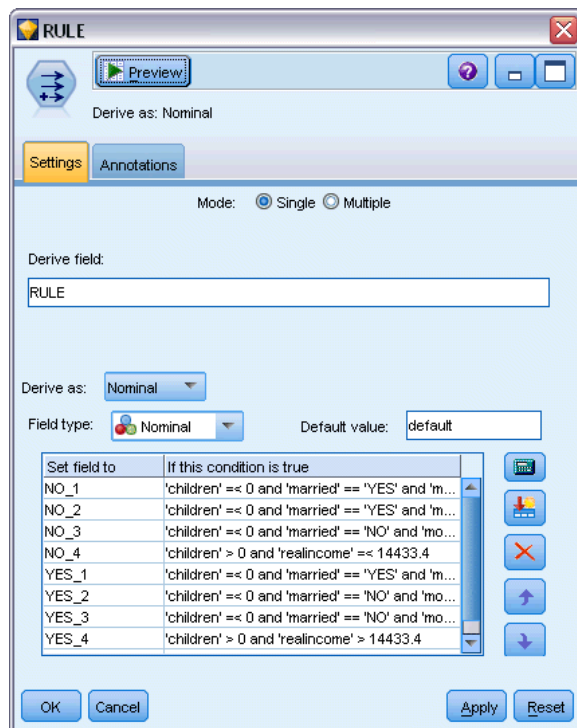 RULE
Preview
Derive as: Nominal
Settings Annotations
Mode: Single Multiple
Derive field:
RULE
Derive as: Nominal
Field type: Nominal Default value: default
Set field to If this condition is true
NO_1 'children' =< 0 and 'married' == 'YES' and 'm...
NO_2 'children' =< 0 and 'married' == 'YES' and 'm...
NO_3 'children' =< 0 and 'married' == 'NO' and 'mo...
NO_4 'children' > 0 and 'realincome' =< 14433.4
YES_1 'children' =< 0 and 'married' == 'YES' and 'm...
YES_2 'children' =< 0 and 'married' == 'NO' and 'mo...
YES_3 'children' =< 0 and 'married' == 'NO' and 'mo...
YES_4 'children' > 0 and 'realincome' > 14433.4
OK Cancel Apply Reset